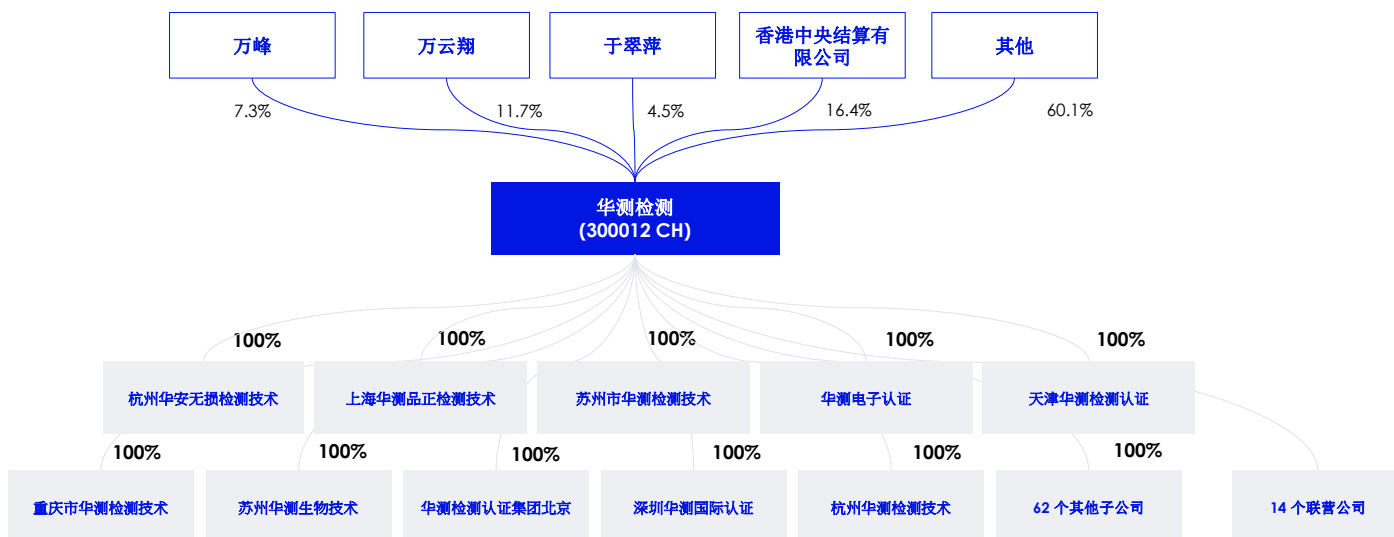 万峰
万云翔
于翠萍
香港中央结算有
限公司
其他
7.3%
11.7%
4.5%
16.4%
60.1%
华测检测
(300012 CH)
100%
100%
100%
100%
100%
杭州华安无损检测技术
上海华测品正检测技术
苏州市华测检测技术
华测电子认证
天津华测检测认证
100%
100%
100%
100%
100%
100%
重庆市华测检测技术
苏州华测生物技术
华测检测认证集团北京
深圳华测国际认证
杭州华测检测技术
62 个其他子公司
14 个联营公司